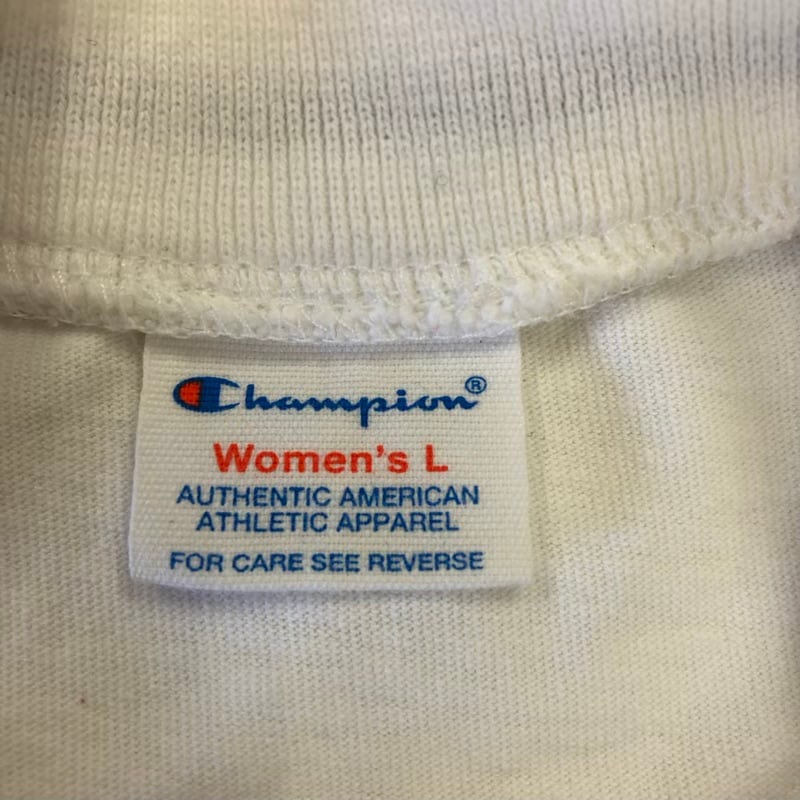 Champion®
Women's L
AUTHENTIC AMERICAN
ATHLETIC APPAREL
FOR CARE SEE REVERSE